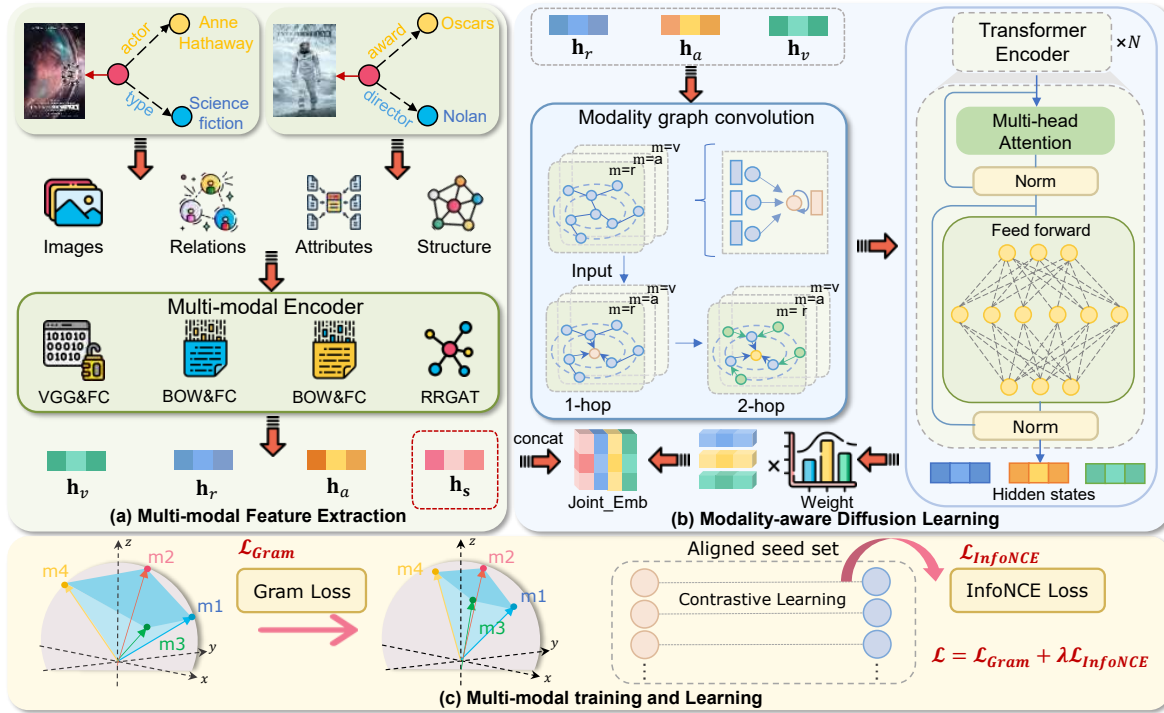 actor
Anne
Hathaway
type
Science
fiction
award
Oscars
director
Nolan
Images
Relations
Attributes
Structure
Multi-modal Encoder
VGG&FC
BOW&FC
BOW&FC
RRGAT
h_v
h_r
h_a
h_s
(a) Multi-modal Feature Extraction
h_r
h_a
h_v
Modality graph convolution
m=v
m=a
m=r
Input
m=v
m=a
m=r
m=v
m=a
m= r
1-hop
2-hop
concat
Joint_Emb
×
Weight
(b) Modality-aware Diffusion Learning
Transformer
Encoder
×N
Multi-head
Attention
Norm
Feed forward
Norm
Hidden states
z
m4
m2
m1
m3
y
x
ℒ_Gram
Gram Loss
z
m4
m2
m1
m3
y
x
Aligned seed set
Contrastive Learning
ℒ_InfoNCE
InfoNCE Loss
ℒ = ℒ_Gram + λℒ_InfoNCE
(c) Multi-modal training and Learning